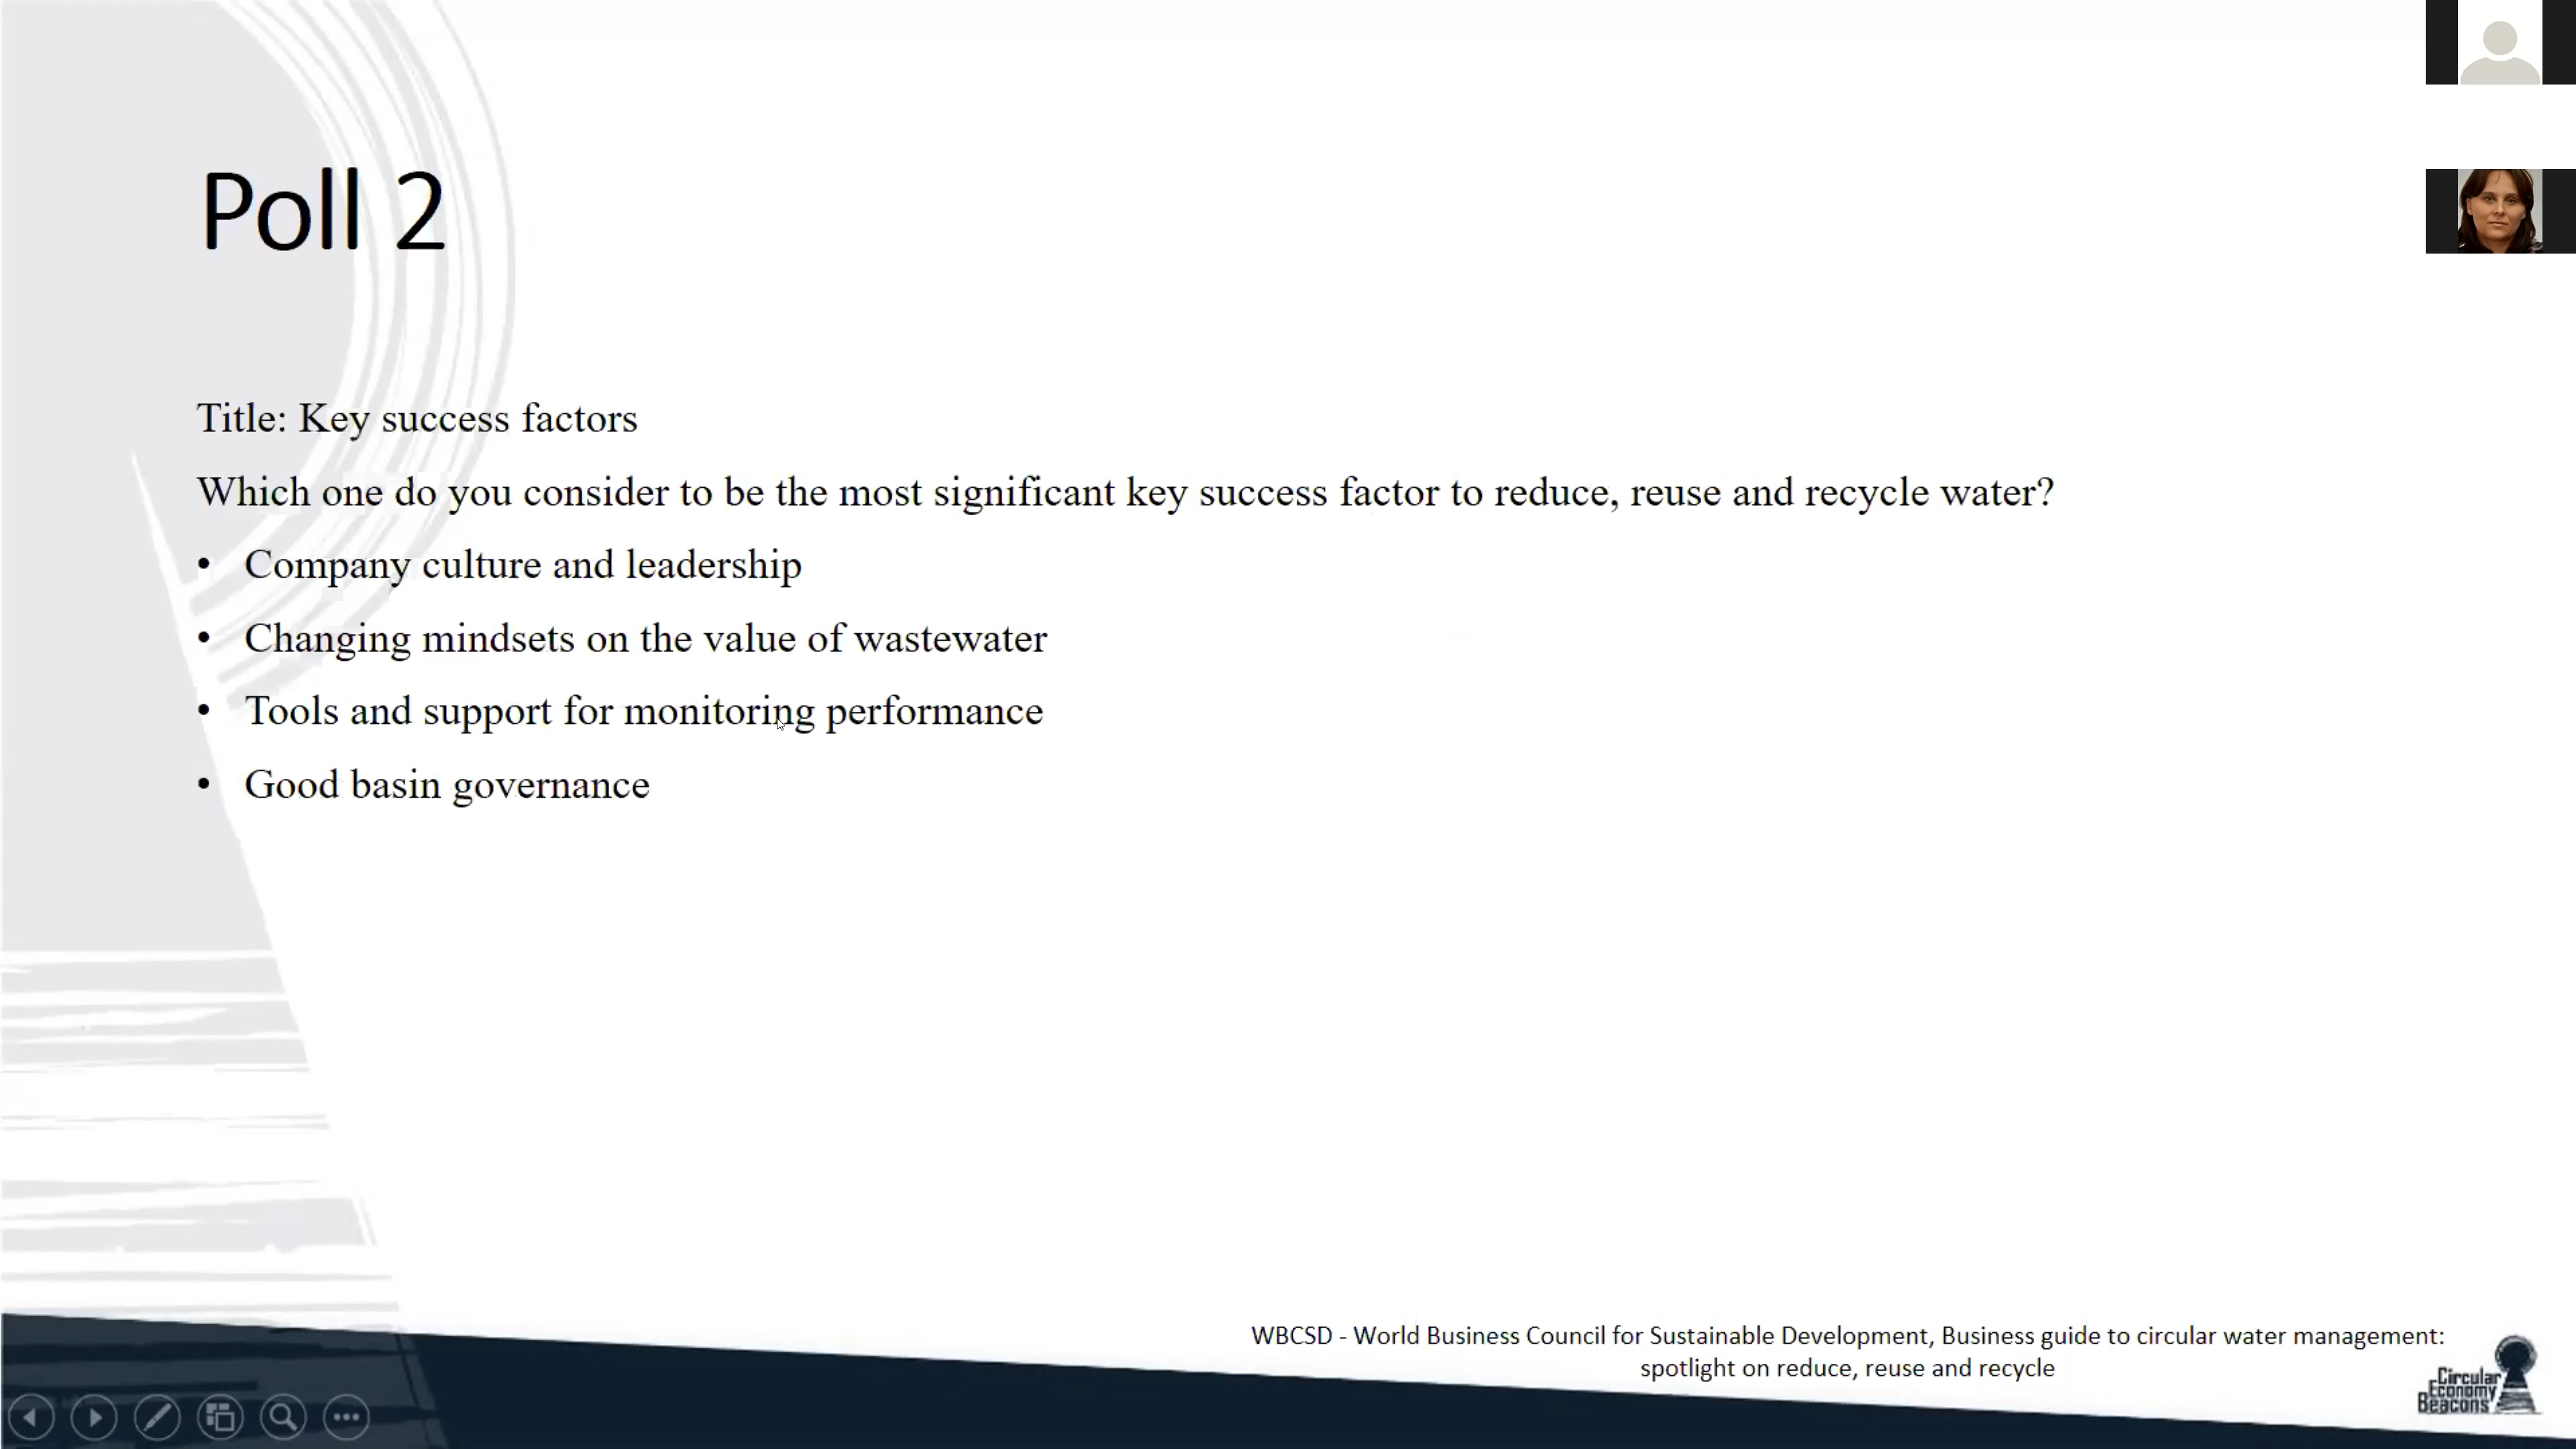 Poll 2
Title: Key success factors
Which one do you consider to be the most significant key success factor to reduce, reuse and recycle water?
• Company culture and leadership
• Changing mindsets on the value of wastewater
• Tools and support for monitoring performance
• Good basin governance
WBCSD - World Business Council for Sustainable Development, Business guide to circular water management:
spotlight on reduce, reuse and recycle
Circular
Economy
Beacons